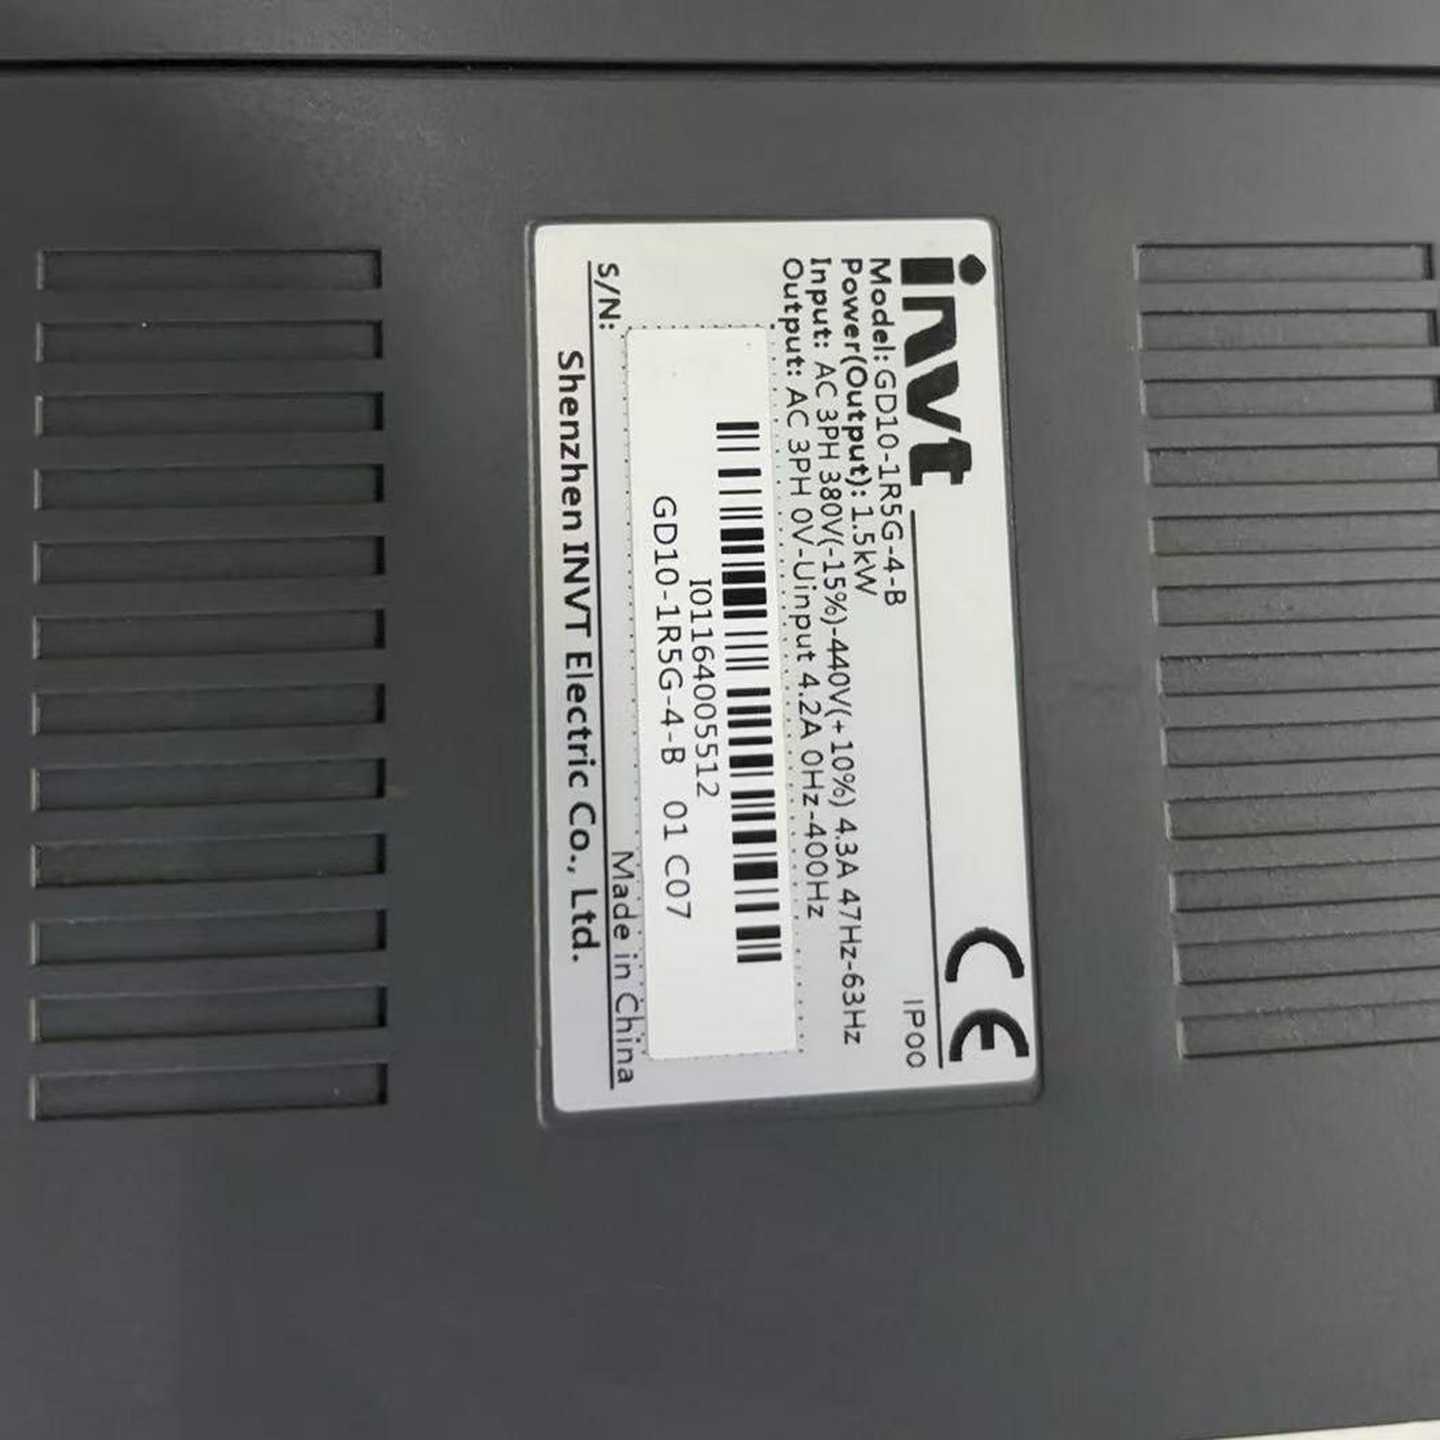 invt
CE
IP00
Model: GD10-1R5G-4-B
Power(Output): 1.5kW
Input: AC 3PH 380V(-15%)-440V(+10%) 4.3A 47Hz-63Hz
Output: AC 3PH 0V-Uinput 4.2A 0Hz-400Hz
I01164005512
GD10-1R5G-4-B 01 C07
S/N:
Made in China
Shenzhen INVT Electric Co., Ltd.